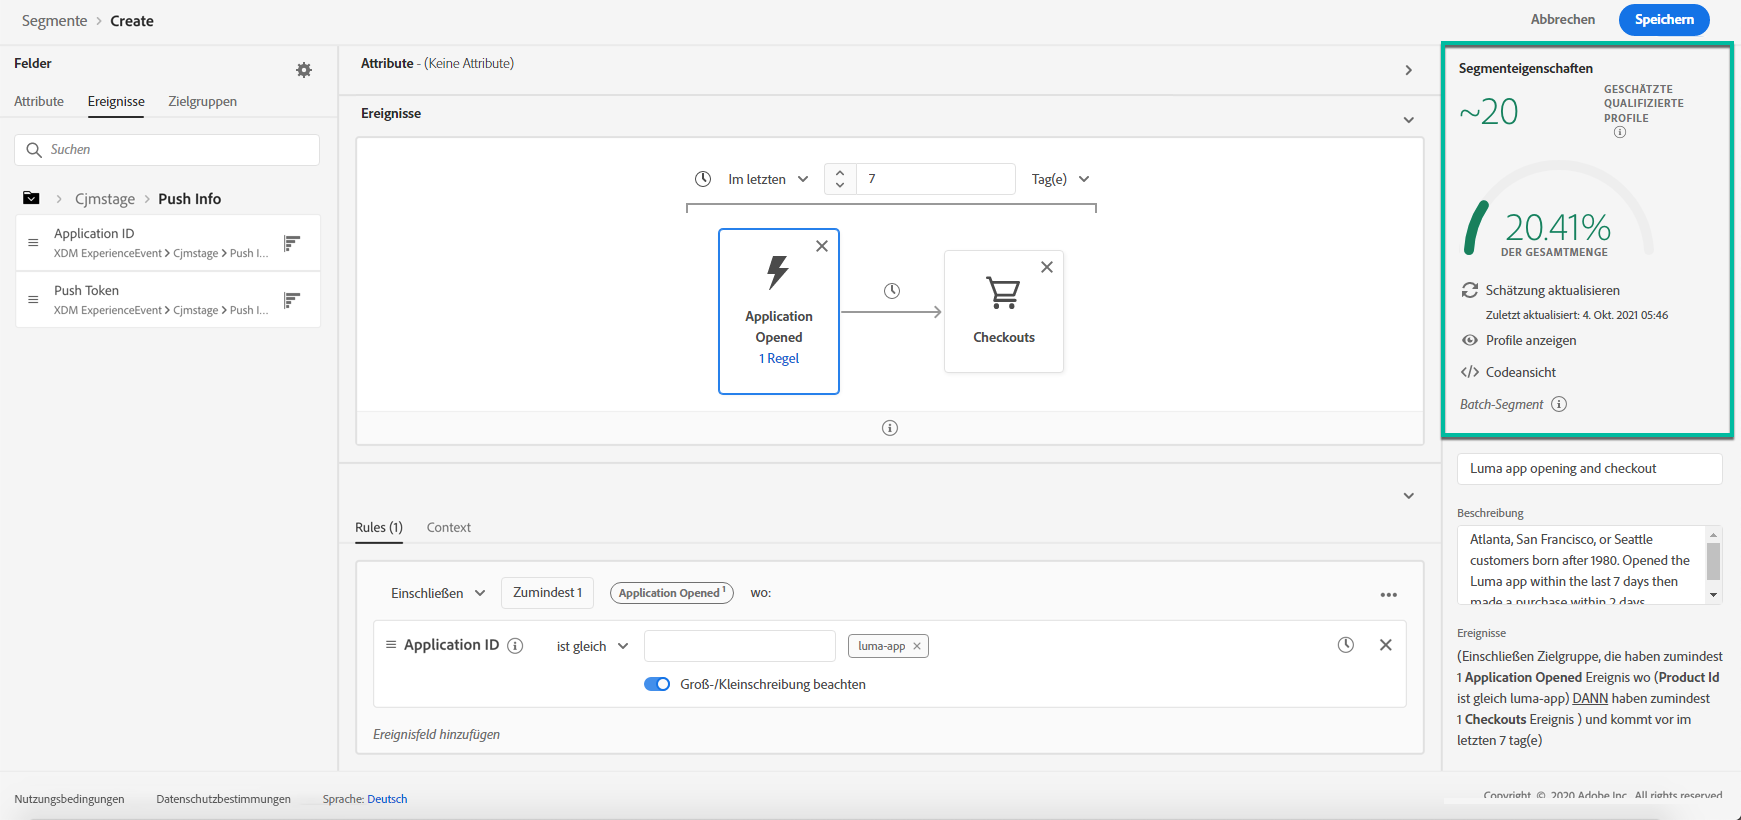 Segmente > Create
Abbrechen
Speichern
Felder
Attribute
Ereignisse
Zielgruppen
Suchen
> Cjmstage > Push Info
Application ID
XDM ExperienceEvent > Cjmstage > Push I...
Push Token
XDM ExperienceEvent > Cjmstage > Push I...
Attribute - (Keine Attribute)
Ereignisse
Im letzten
7
Tag(e)
Application
Opened
1 Regel
Checkouts
Rules (1)
Context
Einschließen
Zumindest 1
Application Opened 1
wo:
Application ID
ist gleich
luma-app
Groß-/Kleinschreibung beachten
Ereignisfeld hinzufügen
Segmenteigenschaften
~20
GESCHÄTZTE
QUALIFIZIERTE
PROFILE
20.41%
DER GESAMTMENGE
Schätzung aktualisieren
Zuletzt aktualisiert: 4. Okt. 2021 05:46
Profile anzeigen
</> Codeansicht
Batch-Segment
Luma app opening and checkout
Beschreibung
Atlanta, San Francisco, or Seattle
customers born after 1980. Opened the
Luma app within the last 7 days then
made a purchase within 2 days.
Ereignisse
(Einschließen Zielgruppe, die haben zumindest
1 Application Opened Ereignis wo (Product Id
ist gleich luma-app) DANN haben zumindest
1 Checkouts Ereignis ) und kommt vor im
letzten 7 tag(e)
Nutzungsbedingungen
Datenschutzbestimmungen
Sprache: Deutsch
Copyright © 2020 Adobe Inc. All rights reserved